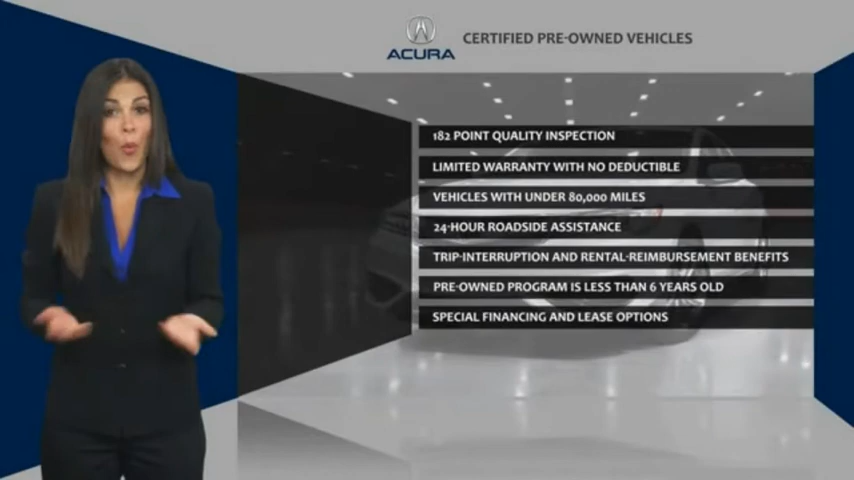 ACURA
CERTIFIED PRE-OWNED VEHICLES
182 POINT QUALITY INSPECTION
LIMITED WARRANTY WITH NO DEDUCTIBLE
VEHICLES WITH UNDER 80,000 MILES
24-HOUR ROADSIDE ASSISTANCE
TRIP-INTERRUPTION AND RENTAL-REIMBURSEMENT BENEFITS
PRE-OWNED PROGRAM IS LESS THAN 6 YEARS OLD
SPECIAL FINANCING AND LEASE OPTIONS